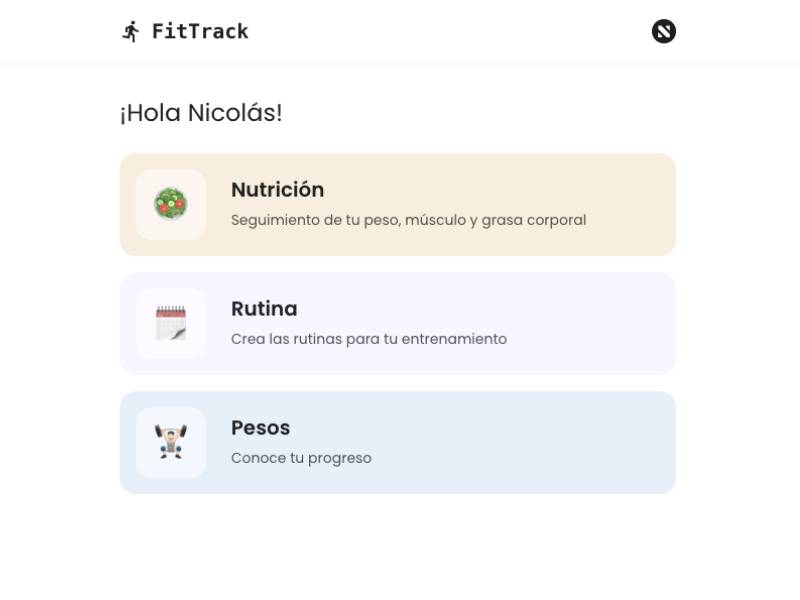 FitTrack
¡Hola Nicolás!
Nutrición
Seguimiento de tu peso, músculo y grasa corporal
Rutina
Crea las rutinas para tu entrenamiento
Pesos
Conoce tu progreso